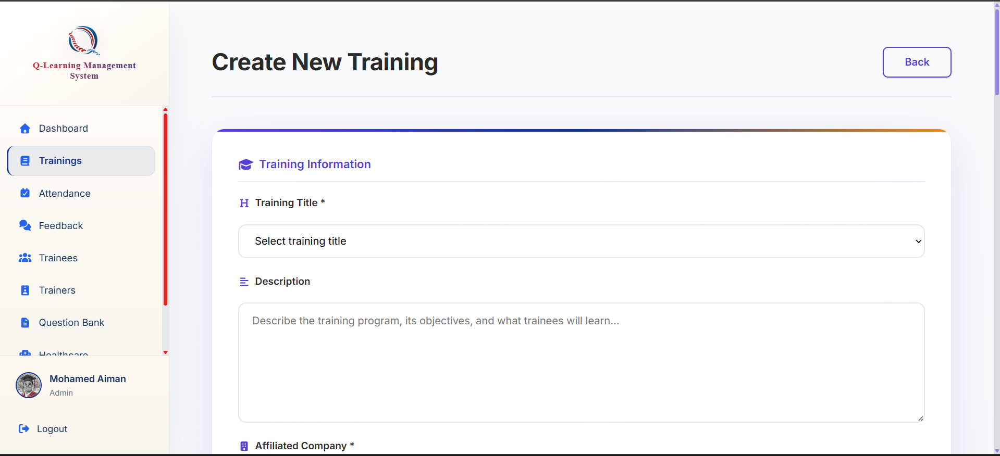 Q-Learning Management
System
Dashboard
Trainings
Attendance
Feedback
Trainees
Trainers
Question Bank
Healthcare
Mohamed Aiman
Admin
Logout
Create New Training
Back
Training Information
Training Title *
Select training title
Description
Describe the training program, its objectives, and what trainees will learn...
Affiliated Company *